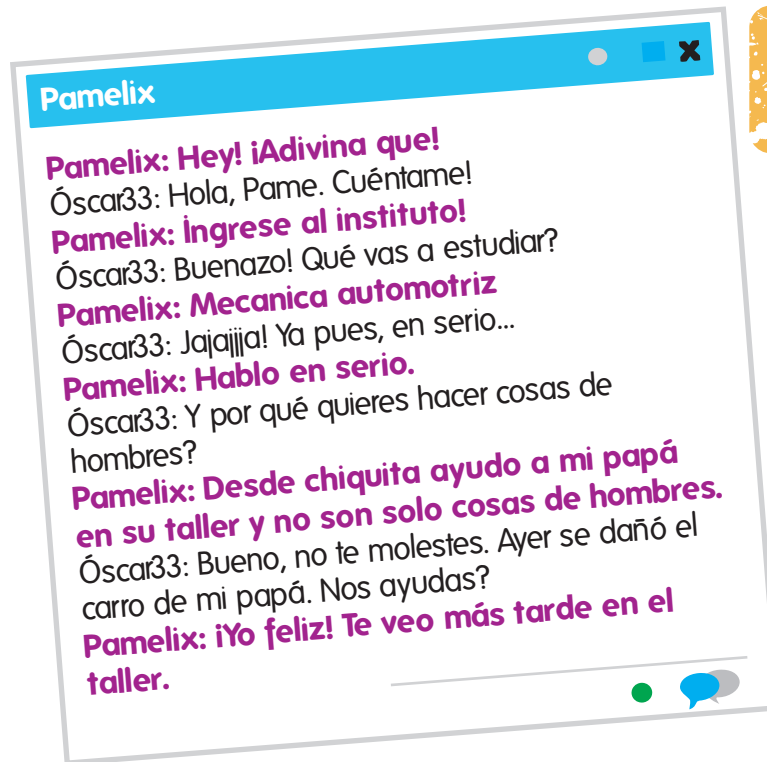 Pamelix
Pamelix: Hey! ¡Adivina que!
Óscar33: Hola, Pame. Cuéntame!
Pamelix: İngrese al instituto!
Óscar33: Buenazo! Qué vas a estudiar?
Pamelix: Mecanica automotriz
Óscar33: Jajajjja! Ya pues, en serio...
Pamelix: Hablo en serio.
Óscar33: Y por qué quieres hacer cosas de
hombres?
Pamelix: Desde chiquita ayudo a mi papá
en su taller y no son solo cosas de hombres.
Óscar33: Bueno, no te molestes. Ayer se dañó el
carro de mi papá. Nos ayudas?
Pamelix: ¡Yo feliz! Te veo más tarde en el
taller.